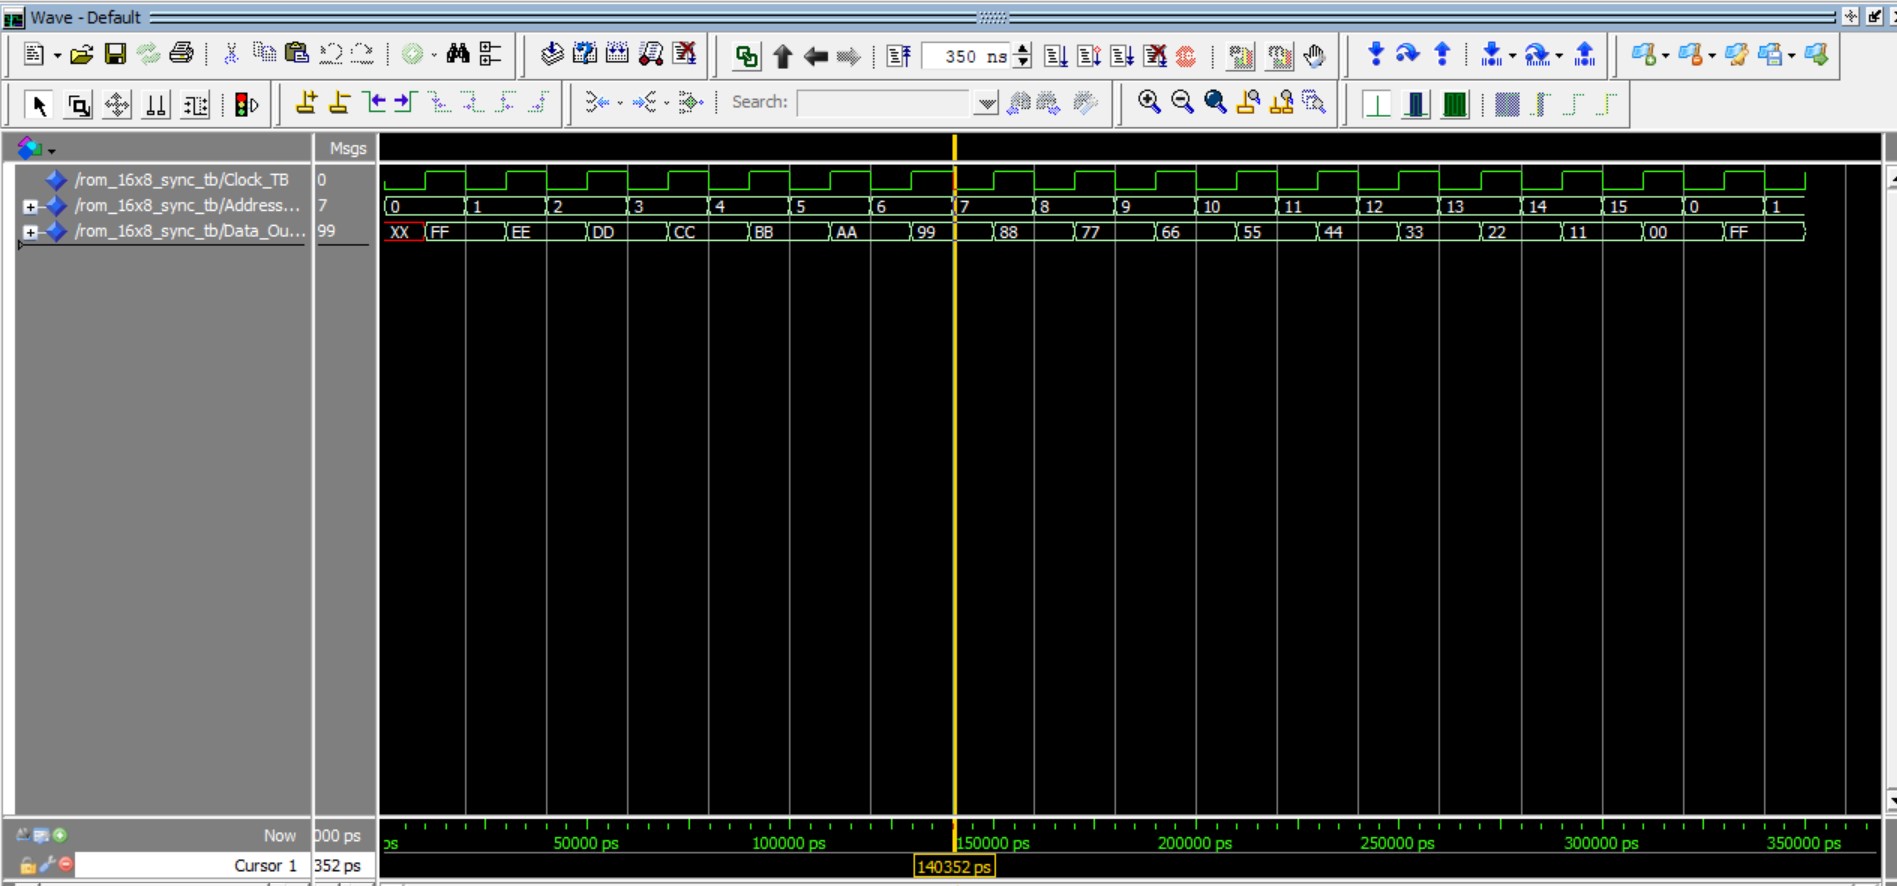 Wave - Default
350 ns
Search:
Msgs
/rom_16x8_sync_tb/Clock_TB 0
/rom_16x8_sync_tb/Address... 7
/rom_16x8_sync_tb/Data_Ou... 99
0 1 2 3 4 5 6 7 8 9 10 11 12 13 14 15 0 1
XX FF EE DD CC BB AA 99 88 77 66 55 44 33 22 11 00 FF
Now 000 ps
ps 50000 ps 100000 ps 150000 ps 200000 ps 250000 ps 300000 ps 350000 ps
Cursor 1 352 ps
140352 ps